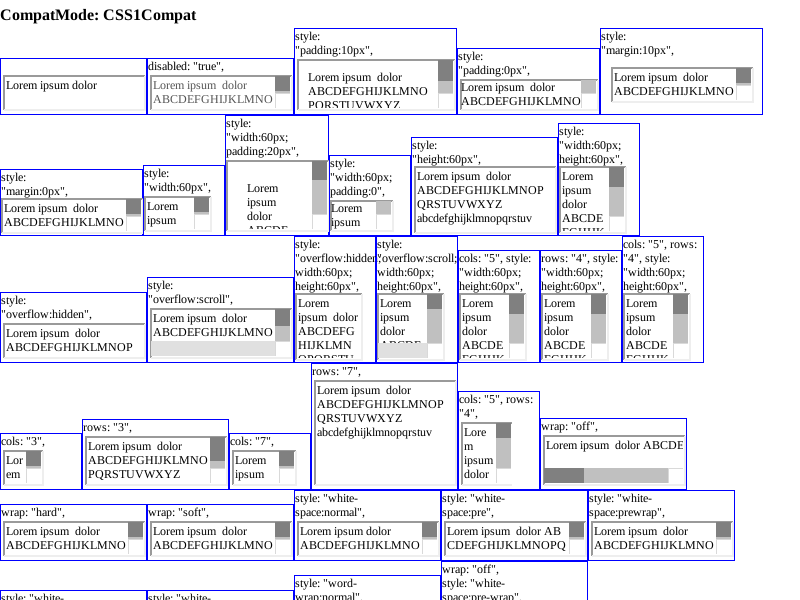 CompatMode: CSS1Compat
Lorem ipsum dolor
disabled: "true",
Lorem ipsum  dolor
ABCDEFGHIJKLMNO
style:
"padding:10px",
Lorem ipsum  dolor
ABCDEFGHIJKLMNO
PQRSTUVWXYZ
style:
"padding:0px",
Lorem ipsum  dolor
ABCDEFGHIJKLMNO
style:
"margin:10px",
Lorem ipsum  dolor
ABCDEFGHIJKLMNO
style:
"margin:0px",
Lorem ipsum  dolor
ABCDEFGHIJKLMNO
style:
"width:60px",
Lorem
ipsum
style:
"width:60px;
padding:20px",
Lorem
ipsum
dolor
ABCDE
style:
"width:60px;
padding:0",
Lorem
ipsum
style:
"height:60px",
Lorem ipsum  dolor
ABCDEFGHIJKLMNOP
QRSTUVWXYZ
abcdefghijklmnopqrstuv
style:
"width:60px;
height:60px",
Lorem
ipsum
dolor
ABCDE
FGHIJK
style:
"overflow:hidden",
Lorem ipsum  dolor
ABCDEFGHIJKLMNOP
style:
"overflow:scroll",
Lorem ipsum  dolor
ABCDEFGHIJKLMNO
style:
"overflow:hidden;
width:60px;
height:60px",
Lorem
ipsum
dolor
ABCDEFG
HIJKLMN
OPQRSTU
style:
"overflow:scroll;
width:60px;
height:60px",
Lorem
ipsum
dolor
ABCDE
cols: "5", style:
"width:60px;
height:60px",
Lorem
ipsum
dolor
ABCDE
FGHIJK
rows: "4", style:
"width:60px;
height:60px",
Lorem
ipsum
dolor
ABCDE
FGHIJK
cols: "5", rows:
"4", style:
"width:60px;
height:60px",
Lorem
ipsum
dolor
ABCDE
FGHIJK
cols: "3",
Lor
em
rows: "3",
Lorem ipsum  dolor
ABCDEFGHIJKLMNO
PQRSTUVWXYZ
cols: "7",
Lorem
ipsum
rows: "7",
Lorem ipsum  dolor
ABCDEFGHIJKLMNOP
QRSTUVWXYZ
abcdefghijklmnopqrstuv
cols: "5", rows:
"4",
Lore
m
ipsum
dolor
wrap: "off",
Lorem ipsum  dolor ABCDE
wrap: "hard",
Lorem ipsum  dolor
ABCDEFGHIJKLMNO
wrap: "soft",
Lorem ipsum  dolor
ABCDEFGHIJKLMNO
style: "white-
space:normal",
Lorem ipsum dolor
ABCDEFGHIJKLMNO
style: "white-
space:pre",
Lorem ipsum  dolor AB
CDEFGHIJKLMNOPQ
style: "white-
space:prewrap",
Lorem ipsum  dolor
ABCDEFGHIJKLMNO
style: "white-
style: "white-
style: "word-
wrap:normal",
wrap: "off",
style: "white-
space:pre-wrap",